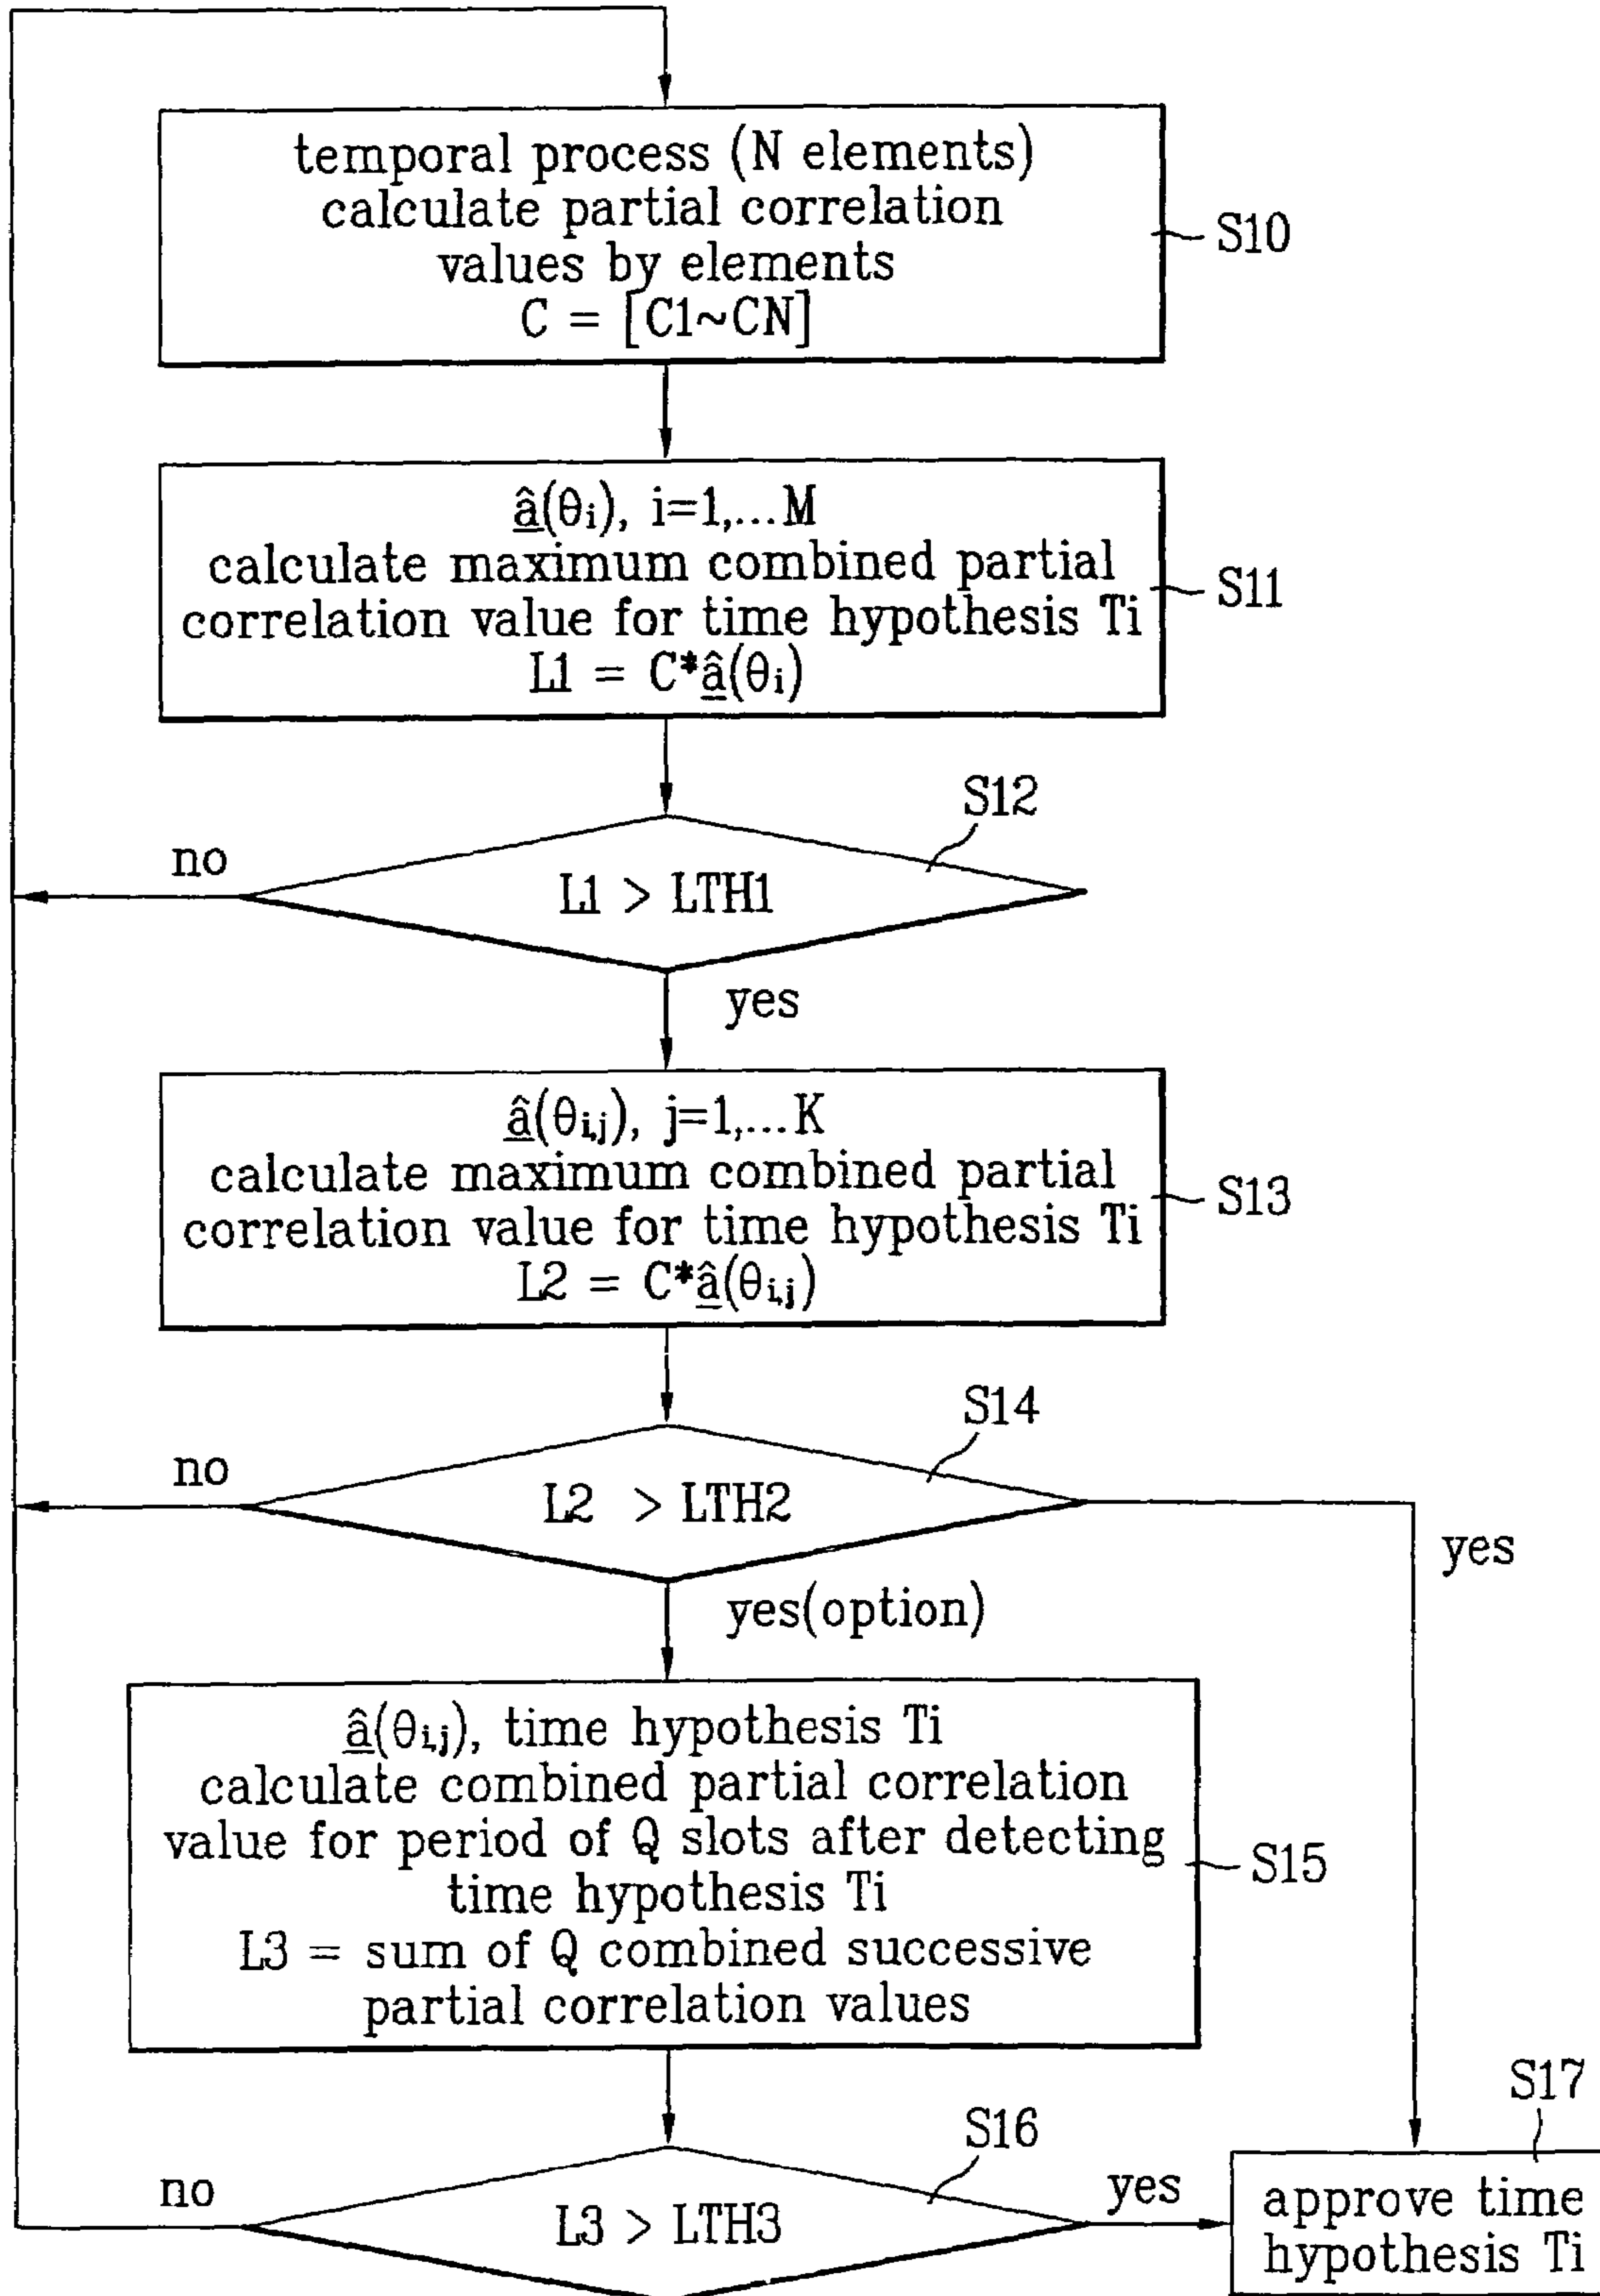 temporal process (N elements)
calculate partial correlation
values by elements
C = [C1~CN]
S10
â(θi), i=1,...M
calculate maximum combined partial
correlation value for time hypothesis Ti
L1 = C*â(θi)
S11
S12
no
L1 > LTH1
yes
â(θi,j), j=1,...K
calculate maximum combined partial
correlation value for time hypothesis Ti
L2 = C*â(θi,j)
S13
S14
no
L2 > LTH2
yes
yes(option)
â(θi,j), time hypothesis Ti
calculate combined partial correlation
value for period of Q slots after detecting
time hypothesis Ti
L3 = sum of Q combined successive
partial correlation values
S15
S16
S17
no
L3 > LTH3
yes
approve time
hypothesis Ti